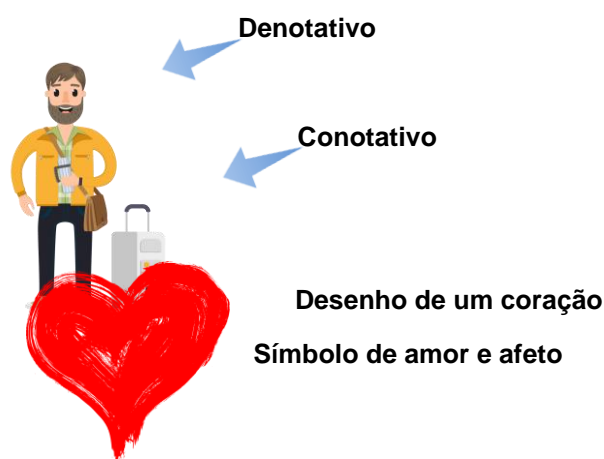 Denotativo
Conotativo
Desenho de um coração
Símbolo de amor e afeto